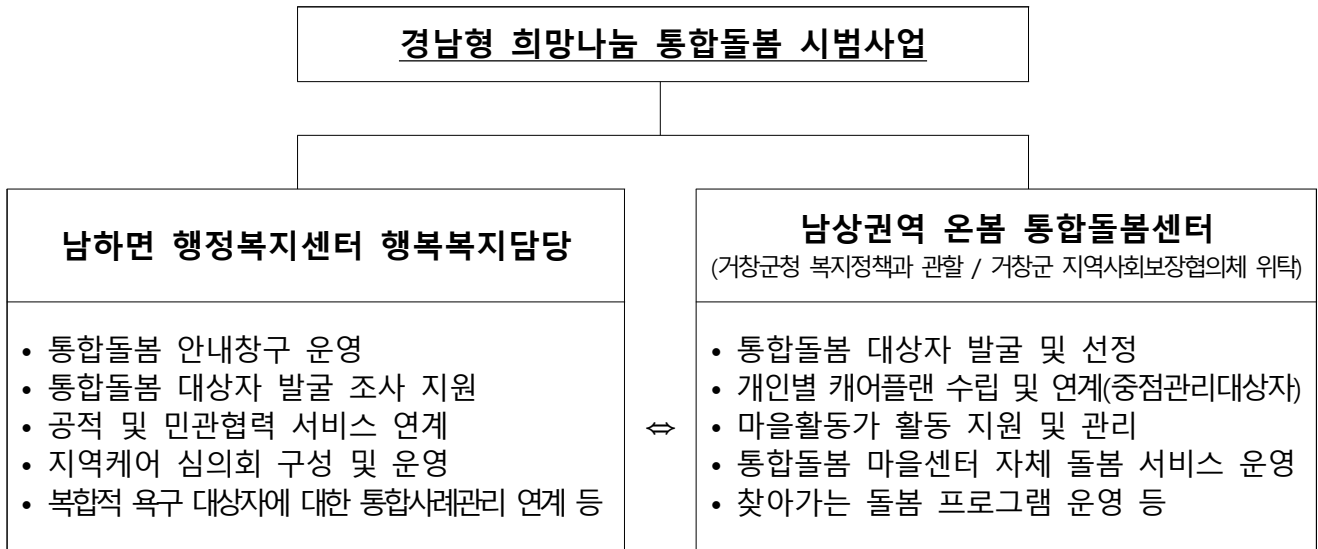 경남형 희망나눔 통합돌봄 시범사업
남하면 행정복지센터 행복복지담당
• 통합돌봄 안내창구 운영
• 통합돌봄 대상자 발굴 조사 지원
• 공적 및 민관협력 서비스 연계
• 지역케어 심의회 구성 및 운영
• 복합적 욕구 대상자에 대한 통합사례관리 연계 등
⇔
남상권역 온봄 통합돌봄센터
(거창군청 복지정책과 관할 / 거창군 지역사회보장협의체 위탁)
• 통합돌봄 대상자 발굴 및 선정
• 개인별 캐어플랜 수립 및 연계(중점관리대상자)
• 마을활동가 활동 지원 및 관리
• 통합돌봄 마을센터 자체 돌봄 서비스 운영
• 찾아가는 돌봄 프로그램 운영 등